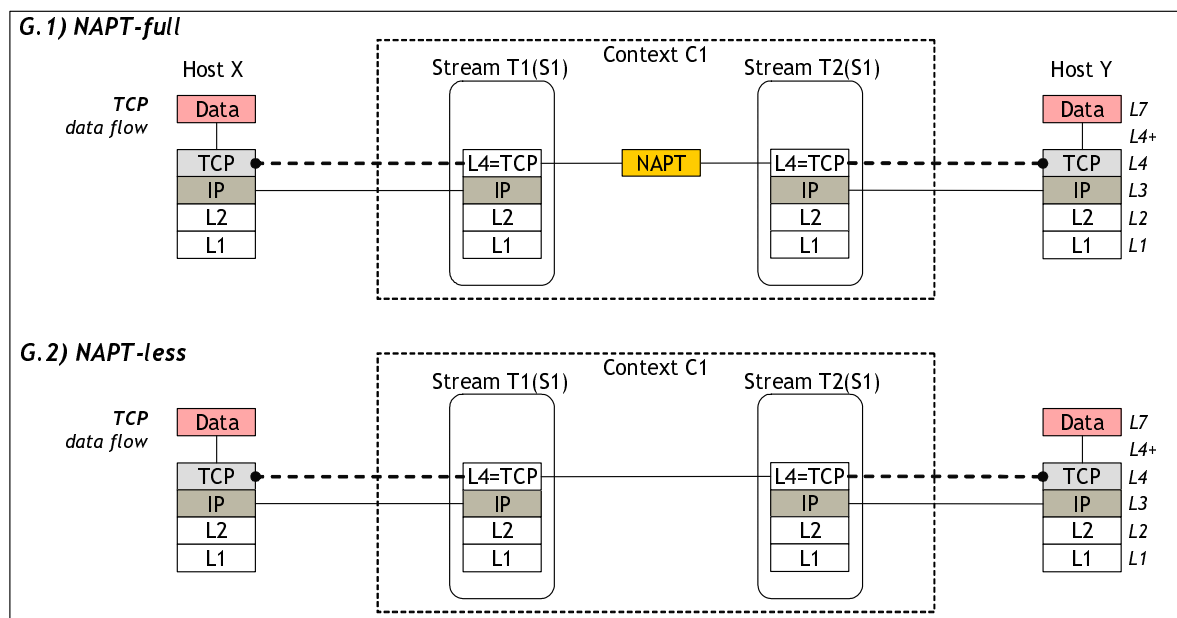 G.1) NAPT-full
Context C1
Host X
Stream T1(S1)
Stream T2(S1)
Host Y
TCP
data flow
Data
Data
L7
L4+
TCP
L4=TCP
NAPT
L4=TCP
TCP
L4
IP
IP
IP
IP
L3
L2
L2
L2
L2
L2
L1
L1
L1
L1
L1
G.2) NAPT-less
Context C1
Stream T1(S1)
Stream T2(S1)
TCP
data flow
Data
Data
L7
L4+
TCP
L4=TCP
L4=TCP
TCP
L4
IP
IP
IP
IP
L3
L2
L2
L2
L2
L2
L1
L1
L1
L1
L1